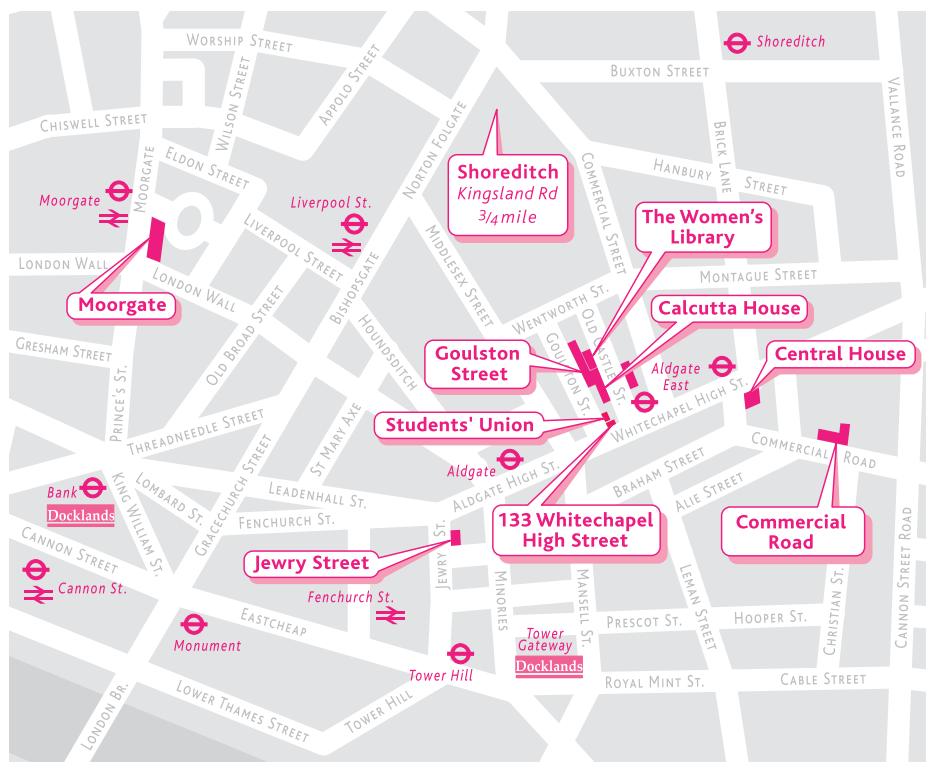 WORSHIP STREET
Shoreditch
BUXTON STREET
APPOLO STREET
WILSON STREET
VALLANCE ROAD
CHISWELL STREET
NORTON FOLGATE
BRICK LANE
MOORGATE
ELDON STREET
COMMERCIAL STREET
HANBURY STREET
Shoreditch
Kingsland Rd
3/4 mile
Moorgate
Liverpool St.
LIVERPOOL STREET
The Women's
Library
MIDDLESEX STREET
LONDON WALL
LONDON WALL
MONTAGUE STREET
BISHOPSGATE
WENTWORTH ST.
Moorgate
Calcutta House
OLD BROAD STREET
HOUNDSDITCH
OLD CASTLE ST.
GOULSTON ST.
GRESHAM STREET
Goulston
Street
Central House
Aldgate
East
PRINCE'S ST.
WHITECHAPEL HIGH ST.
Students' Union
THREADNEEDLE STREET
ST MARY AXE
COMMERCIAL ROAD
Aldgate
GRACECHURCH STREET
KING WILLIAM ST.
LOMBARD ST.
LEADENHALL ST.
ALDGATE HIGH ST.
BRAHAM STREET
ALIE STREET
Bank
Docklands
FENCHURCH ST.
133 Whitechapel
High Street
Commercial
Road
CANNON STREET
JEWRY ST.
Jewry Street
CANNON STREET ROAD
Cannon St.
Fenchurch St.
MINORIES
MANSELL ST.
LEMAN STREET
CHRISTIAN ST.
EASTCHEAP
PRESCOT ST.
HOOPER ST.
Monument
Tower
Gateway
Docklands
Tower Hill
ROYAL MINT ST.
CABLE STREET
LONDON BR.
LOWER THAMES STREET
TOWER HILL